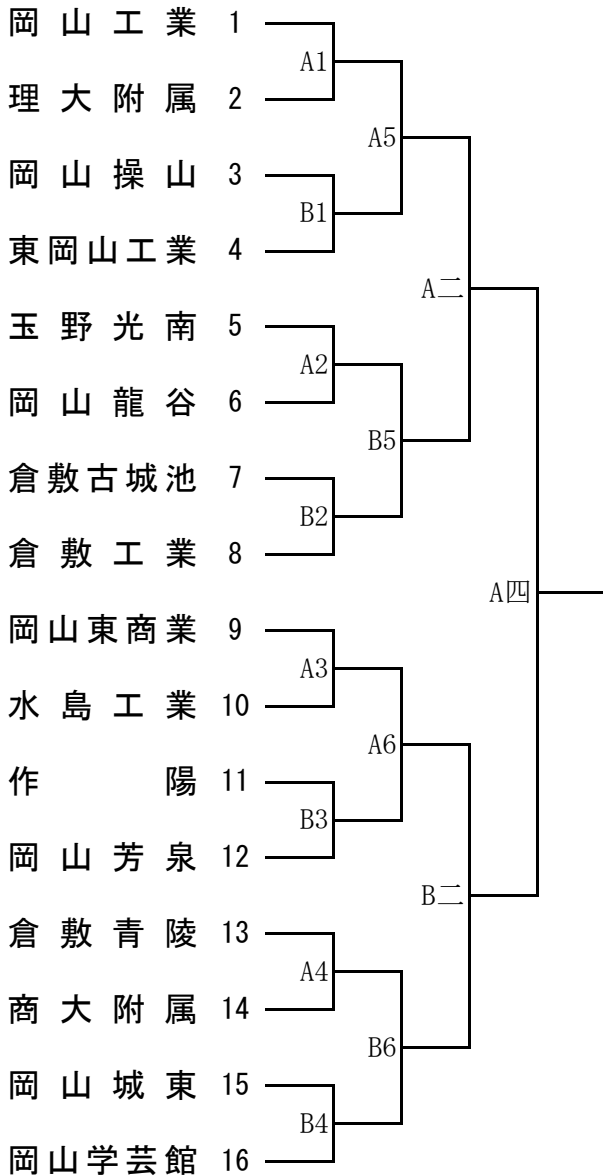 岡山工業 1
A1
理大附属 2
A5
岡山操山 3
B1
東岡山工業 4
A二
玉野光南 5
A2
岡山龍谷 6
B5
倉敷古城池 7
B2
倉敷工業 8
A四
岡山東商業 9
A3
水島工業 10
A6
作陽 11
B3
岡山芳泉 12
B二
倉敷青陵 13
A4
商大附属 14
B6
岡山城東 15
B4
岡山学芸館 16